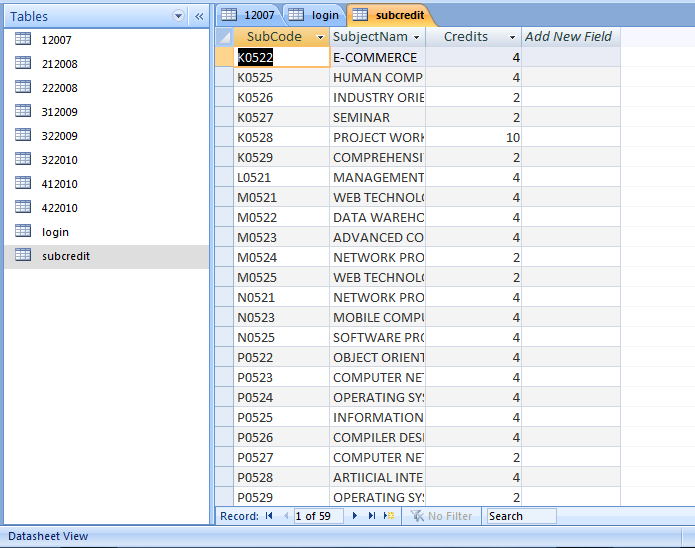 Tables
12007
212008
222008
312009
322009
322010
412010
422010
login
subcredit
12007 login subcredit
SubCode SubjectNam Credits Add New Field
K0522 E-COMMERCE 4
K0525 HUMAN COMP 4
K0526 INDUSTRY ORIE 2
K0527 SEMINAR 2
K0528 PROJECT WORK 10
K0529 COMPREHENSI 2
L0521 MANAGEMENT 4
M0521 WEB TECHNOL 4
M0522 DATA WAREHO 4
M0523 ADVANCED CO 4
M0524 NETWORK PRO 2
M0525 WEB TECHNOL 2
N0521 NETWORK PRO 4
N0523 MOBILE COMPU 4
N0525 SOFTWARE PRO 4
P0522 OBJECT ORIENT 4
P0523 COMPUTER NET 4
P0524 OPERATING SYS 4
P0525 INFORMATION 4
P0526 COMPILER DESI 4
P0527 COMPUTER NET 2
P0528 ARTIICIAL INTE 4
P0529 OPERATING SYS 2
Record: 1 of 59 No Filter Search
Datasheet View